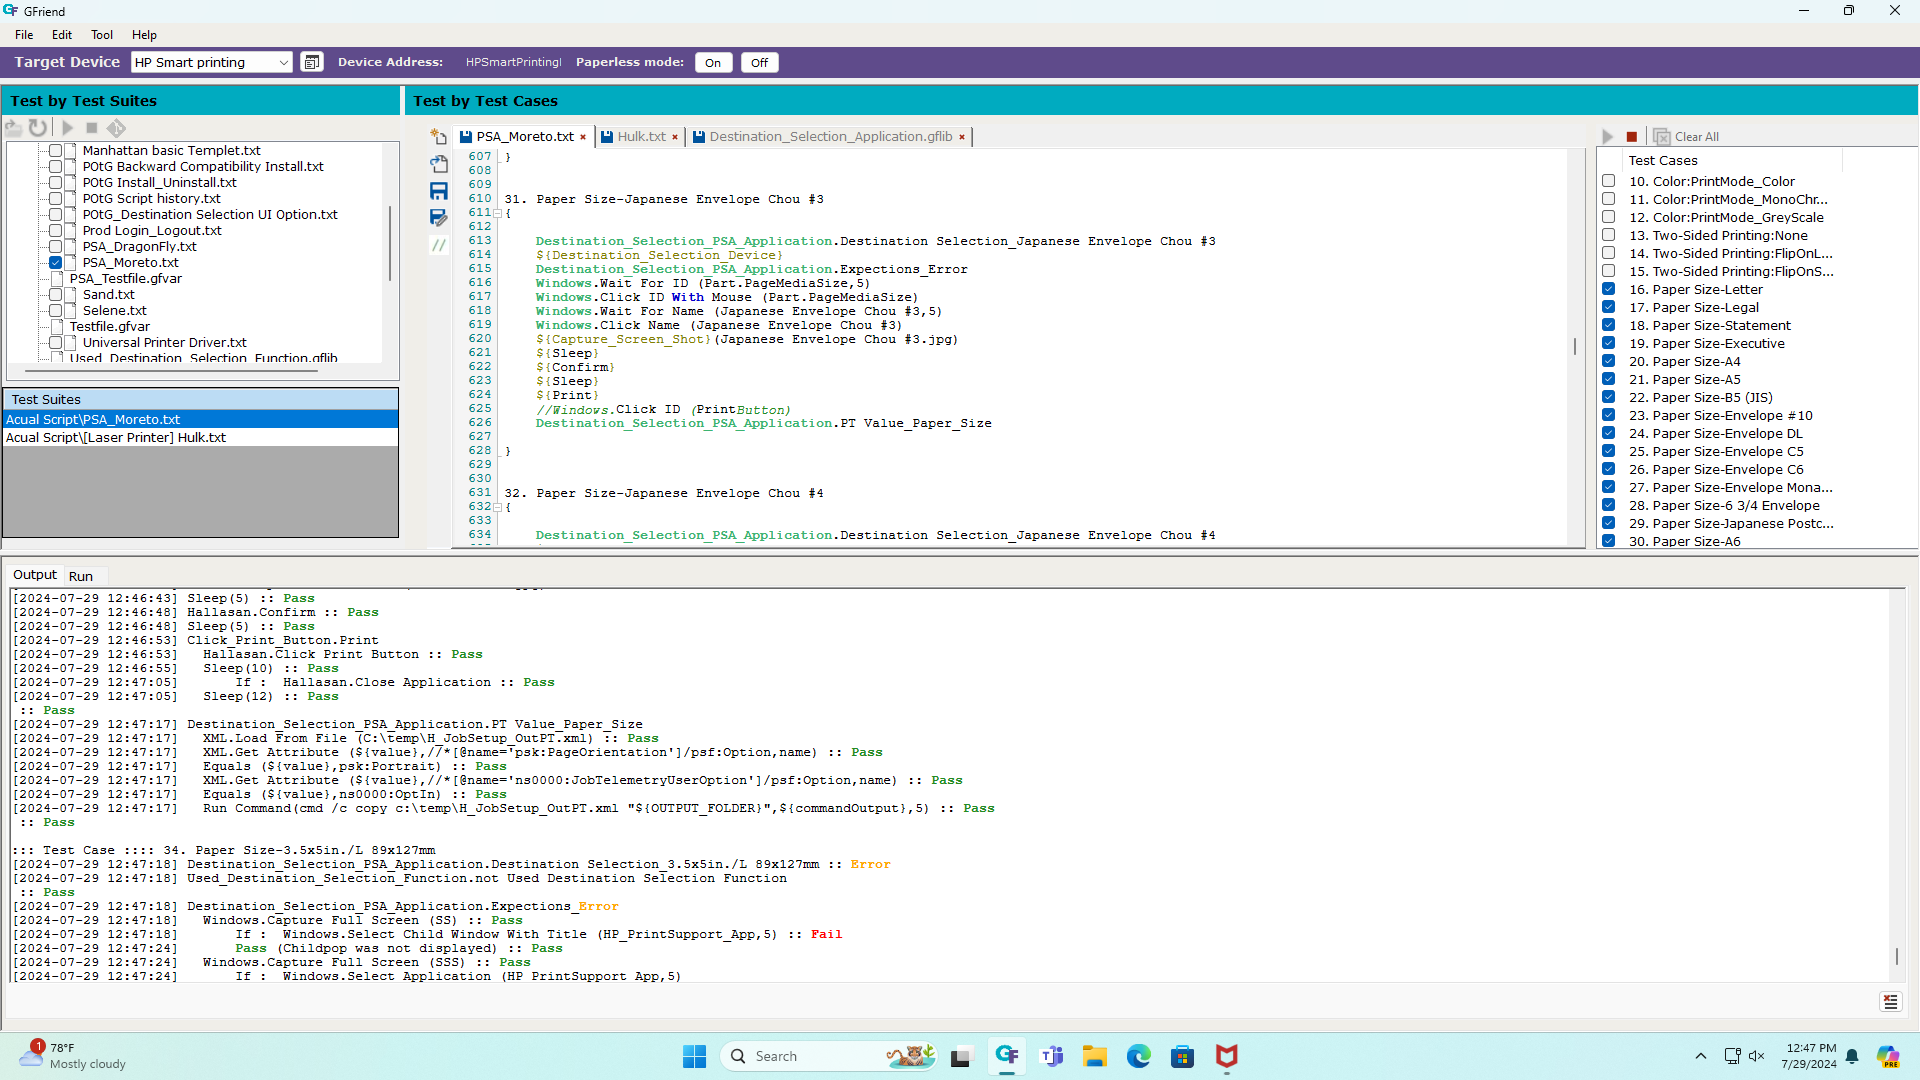 GFriend
File Edit Tool Help
Target Device HP Smart printing Device Address: HPSmartPrintingI Paperless mode: On Off
Test by Test Suites
Manhattan basic Templet.txt
POtG Backward Compatibility Install.txt
POtG Install_Uninstall.txt
POtG Script history.txt
POtG_Destination Selection UI Option.txt
Prod Login_Logout.txt
PSA_DragonFly.txt
PSA_Moreto.txt
PSA_Testfile.gfvar
Sand.txt
Selene.txt
Testfile.gfvar
Universal Printer Driver.txt
Used_Destination_Selection_Function.gflib
Test Suites
Acual Script\PSA_Moreto.txt
Acual Script\[Laser Printer] Hulk.txt
Test by Test Cases
PSA_Moreto.txt × Hulk.txt × Destination_Selection_Application.gflib ×
607 }
608
609
610 31. Paper Size-Japanese Envelope Chou #3
611 {
612
613 Destination_Selection_PSA_Application.Destination Selection_Japanese Envelope Chou #3
614 ${Destination_Selection_Device}
615 Destination_Selection_PSA_Application.Expections_Error
616 Windows.Wait For ID (Part.PageMediaSize,5)
617 Windows.Click ID With Mouse (Part.PageMediaSize)
618 Windows.Wait For Name (Japanese Envelope Chou #3,5)
619 Windows.Click Name (Japanese Envelope Chou #3)
620 ${Capture_Screen_Shot}(Japanese Envelope Chou #3.jpg)
621 ${Sleep}
622 ${Confirm}
623 ${Sleep}
624 ${Print}
625 //Windows.Click ID (PrintButton)
626 Destination_Selection_PSA_Application.PT Value_Paper_Size
627
628 }
629
630
631 32. Paper Size-Japanese Envelope Chou #4
632 {
633
634 Destination_Selection_PSA_Application.Destination Selection_Japanese Envelope Chou #4
Clear All
Test Cases
10. Color:PrintMode_Color
11. Color:PrintMode_MonoChr...
12. Color:PrintMode_GreyScale
13. Two-Sided Printing:None
14. Two-Sided Printing:FlipOnL...
15. Two-Sided Printing:FlipOnS...
16. Paper Size-Letter
17. Paper Size-Legal
18. Paper Size-Statement
19. Paper Size-Executive
20. Paper Size-A4
21. Paper Size-A5
22. Paper Size-B5 (JIS)
23. Paper Size-Envelope #10
24. Paper Size-Envelope DL
25. Paper Size-Envelope C5
26. Paper Size-Envelope C6
27. Paper Size-Envelope Mona...
28. Paper Size-6 3/4 Envelope
29. Paper Size-Japanese Postc...
30. Paper Size-A6
Output Run
[2024-07-29 12:46:43] Sleep(5) :: Pass
[2024-07-29 12:46:48] Hallasan.Confirm :: Pass
[2024-07-29 12:46:48] Sleep(5) :: Pass
[2024-07-29 12:46:53] Click_Print_Button.Print
[2024-07-29 12:46:53] Hallasan.Click Print Button :: Pass
[2024-07-29 12:46:55] Sleep(10) :: Pass
[2024-07-29 12:47:05] If : Hallasan.Close Application :: Pass
[2024-07-29 12:47:05] Sleep(12) :: Pass
:: Pass
[2024-07-29 12:47:17] Destination_Selection_PSA_Application.PT Value_Paper_Size
[2024-07-29 12:47:17] XML.Load From File (C:\temp\H_JobSetup_OutPT.xml) :: Pass
[2024-07-29 12:47:17] XML.Get Attribute (${value},//*[@name='psk:PageOrientation']/psf:Option,name) :: Pass
[2024-07-29 12:47:17] Equals (${value},psk:Portrait) :: Pass
[2024-07-29 12:47:17] XML.Get Attribute (${value},//*[@name='ns0000:JobTelemetryUserOption']/psf:Option,name) :: Pass
[2024-07-29 12:47:17] Equals (${value},ns0000:OptIn) :: Pass
[2024-07-29 12:47:17] Run Command(cmd /c copy c:\temp\H_JobSetup_OutPT.xml "${OUTPUT_FOLDER}",${commandOutput},5) :: Pass
:: Pass
::: Test Case :::: 34. Paper Size-3.5x5in./L 89x127mm
[2024-07-29 12:47:18] Destination_Selection_PSA_Application.Destination Selection_3.5x5in./L 89x127mm :: Error
[2024-07-29 12:47:18] Used_Destination_Selection_Function.not Used Destination Selection Function
:: Pass
[2024-07-29 12:47:18] Destination_Selection_PSA_Application.Expections_Error
[2024-07-29 12:47:18] Windows.Capture Full Screen (SS) :: Pass
[2024-07-29 12:47:18] If : Windows.Select Child Window With Title (HP_PrintSupport_App,5) :: Fail
[2024-07-29 12:47:24] Pass (Childpop was not displayed) :: Pass
[2024-07-29 12:47:24] Windows.Capture Full Screen (SSS) :: Pass
[2024-07-29 12:47:24] If : Windows.Select Application (HP_PrintSupport_App,5)
1
78°F
Mostly cloudy
Search
12:47 PM
7/29/2024
PRE